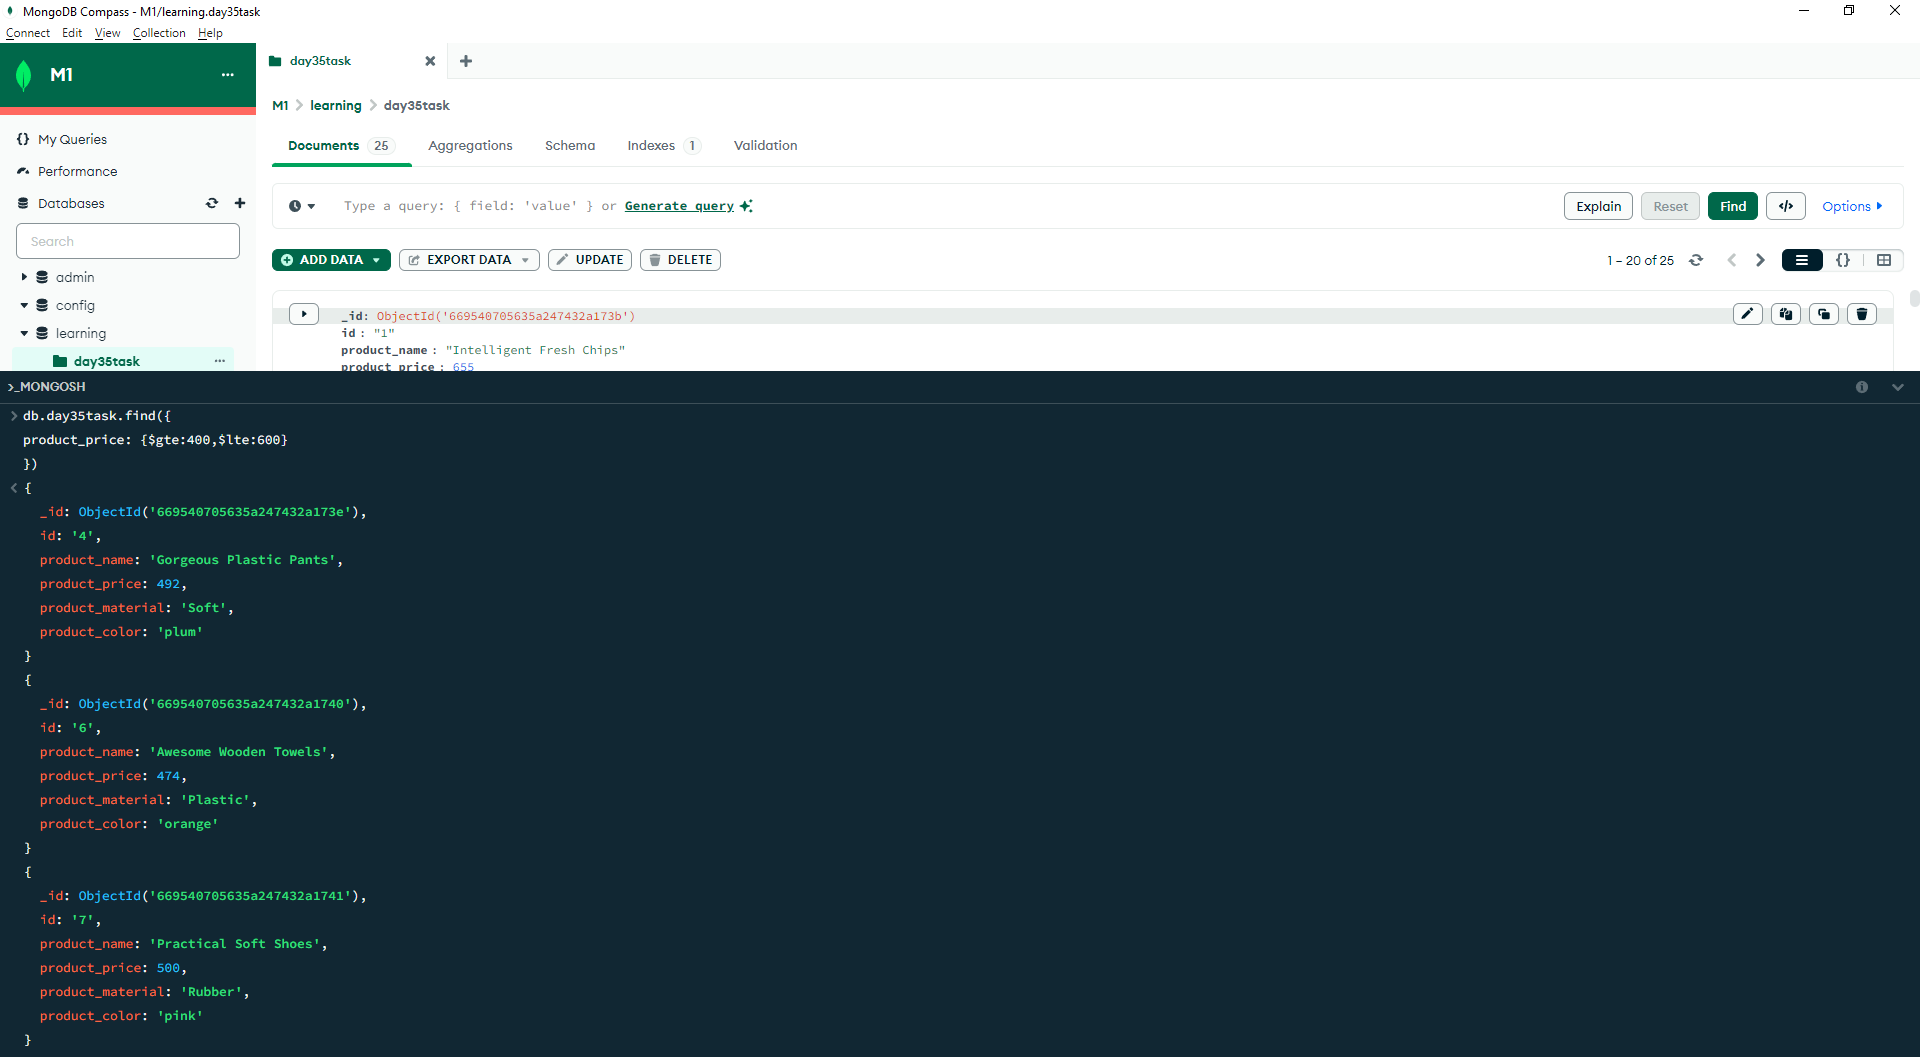 MongoDB Compass - M1/learning.day35task
Connect Edit View Collection Help
M1 ...
day35task
M1 > learning > day35task
My Queries
Performance
Databases
Search
admin
config
learning
day35task ...
Documents 25 Aggregations Schema Indexes 1 Validation
Type a query: { field: 'value' } or Generate query
Explain Reset Find </> Options
ADD DATA EXPORT DATA UPDATE DELETE
1 – 20 of 25 {}
_id: ObjectId('669540705635a247432a173b')
id : "1"
product_name : "Intelligent Fresh Chips"
product_price : 655
>_MONGOSH
> db.day35task.find({
product_price: {$gte:400,$lte:600}
})
< {
_id: ObjectId('669540705635a247432a173e'),
id: '4',
product_name: 'Gorgeous Plastic Pants',
product_price: 492,
product_material: 'Soft',
product_color: 'plum'
}
{
_id: ObjectId('669540705635a247432a1740'),
id: '6',
product_name: 'Awesome Wooden Towels',
product_price: 474,
product_material: 'Plastic',
product_color: 'orange'
}
{
_id: ObjectId('669540705635a247432a1741'),
id: '7',
product_name: 'Practical Soft Shoes',
product_price: 500,
product_material: 'Rubber',
product_color: 'pink'
}